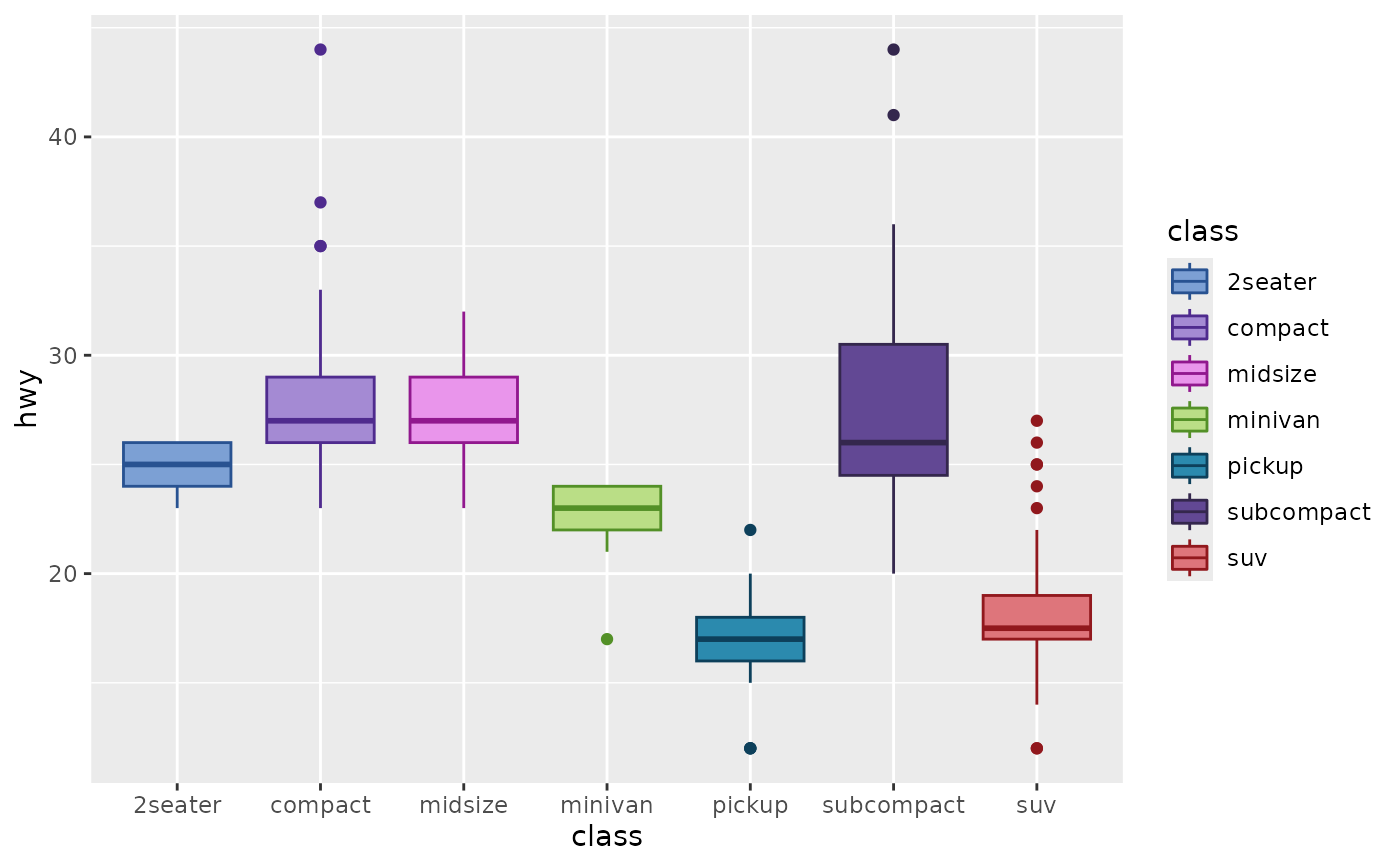 hwy
40
30
20
2seater
compact
midsize
minivan
pickup
subcompact
suv
class
class
2seater
compact
midsize
minivan
pickup
subcompact
suv